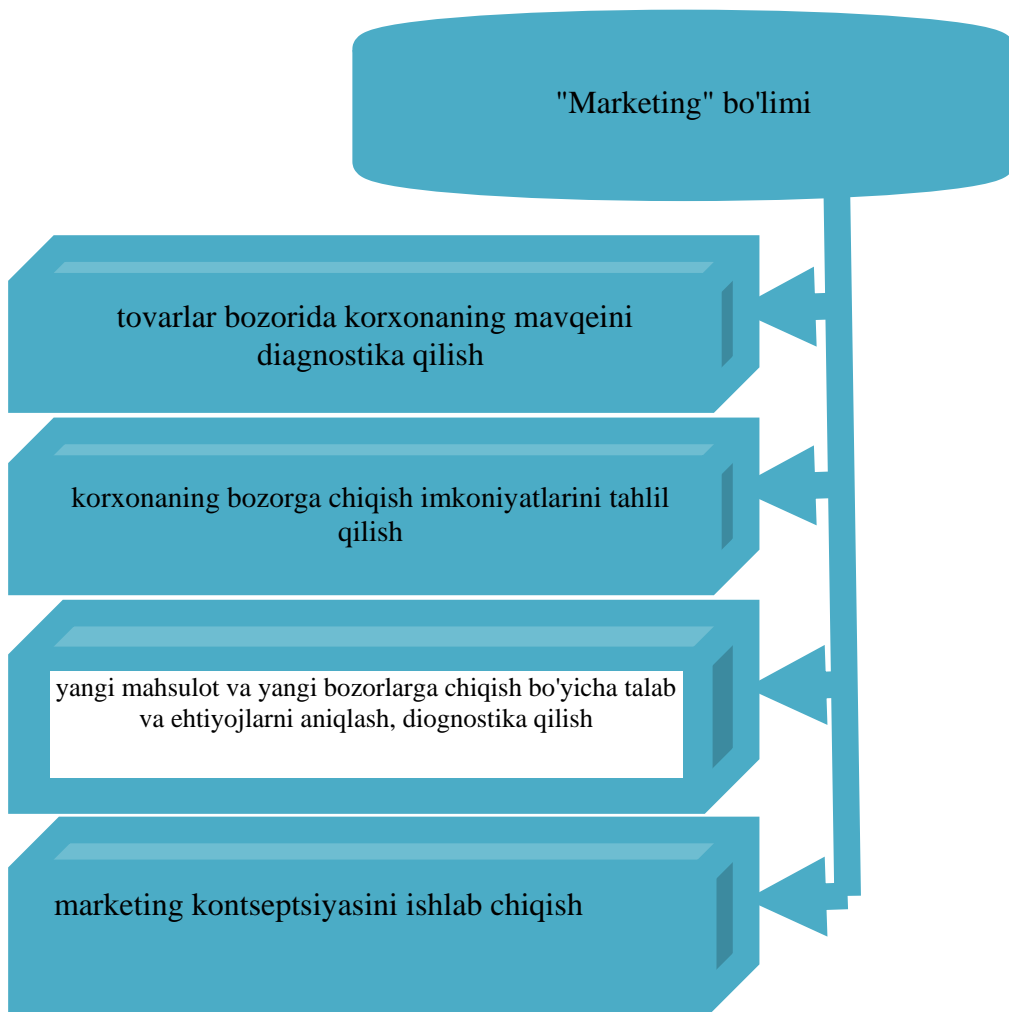 "Marketing" bo'limi
tovarlar bozorida korxonaning mavqeini
diagnostika qilish
korxonaning bozorga chiqish imkoniyatlarini tahlil
qilish
yangi mahsulot va yangi bozorlarga chiqish bo'yicha talab
va ehtiyojlarni aniqlash, diognostika qilish
marketing kontseptsiyasini ishlab chiqish